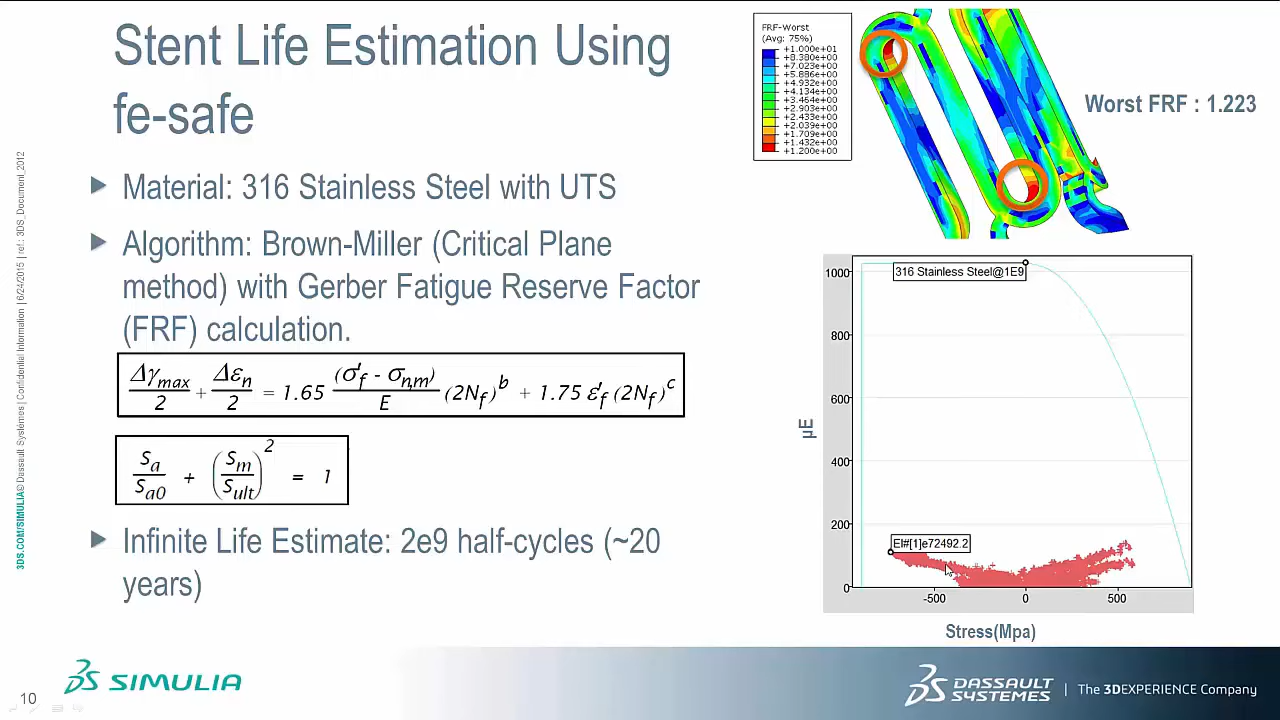 Stent Life Estimation Using
fe-safe
Material: 316 Stainless Steel with UTS
Algorithm: Brown-Miller (Critical Plane
method) with Gerber Fatigue Reserve Factor
(FRF) calculation.
Δγmax/2 + Δεn/2 = 1.65 (σ'f - σn,m)/E (2Nf)^b + 1.75 ε'f (2Nf)^c
Sa/Sa0 + (Sm/Sult)^2 = 1
Infinite Life Estimate: 2e9 half-cycles (~20
years)
FRF-Worst
(Avg: 75%)
+1.000e+01
+8.380e+00
+7.023e+00
+5.886e+00
+4.932e+00
+4.134e+00
+3.464e+00
+2.903e+00
+2.433e+00
+2.039e+00
+1.709e+00
+1.432e+00
+1.200e+00
Worst FRF : 1.223
316 Stainless Steel@1E9
1000
800
600
400
200
0
µE
El#[1]e72492.2
-500 0 500
Stress(Mpa)
3DS.COM/SIMULIA© Dassault Systèmes | Confidential Information | 6/24/2015 | ref.: 3DS_Document_2012
10
SIMULIA
DASSAULT
SYSTEMES
The 3DEXPERIENCE Company